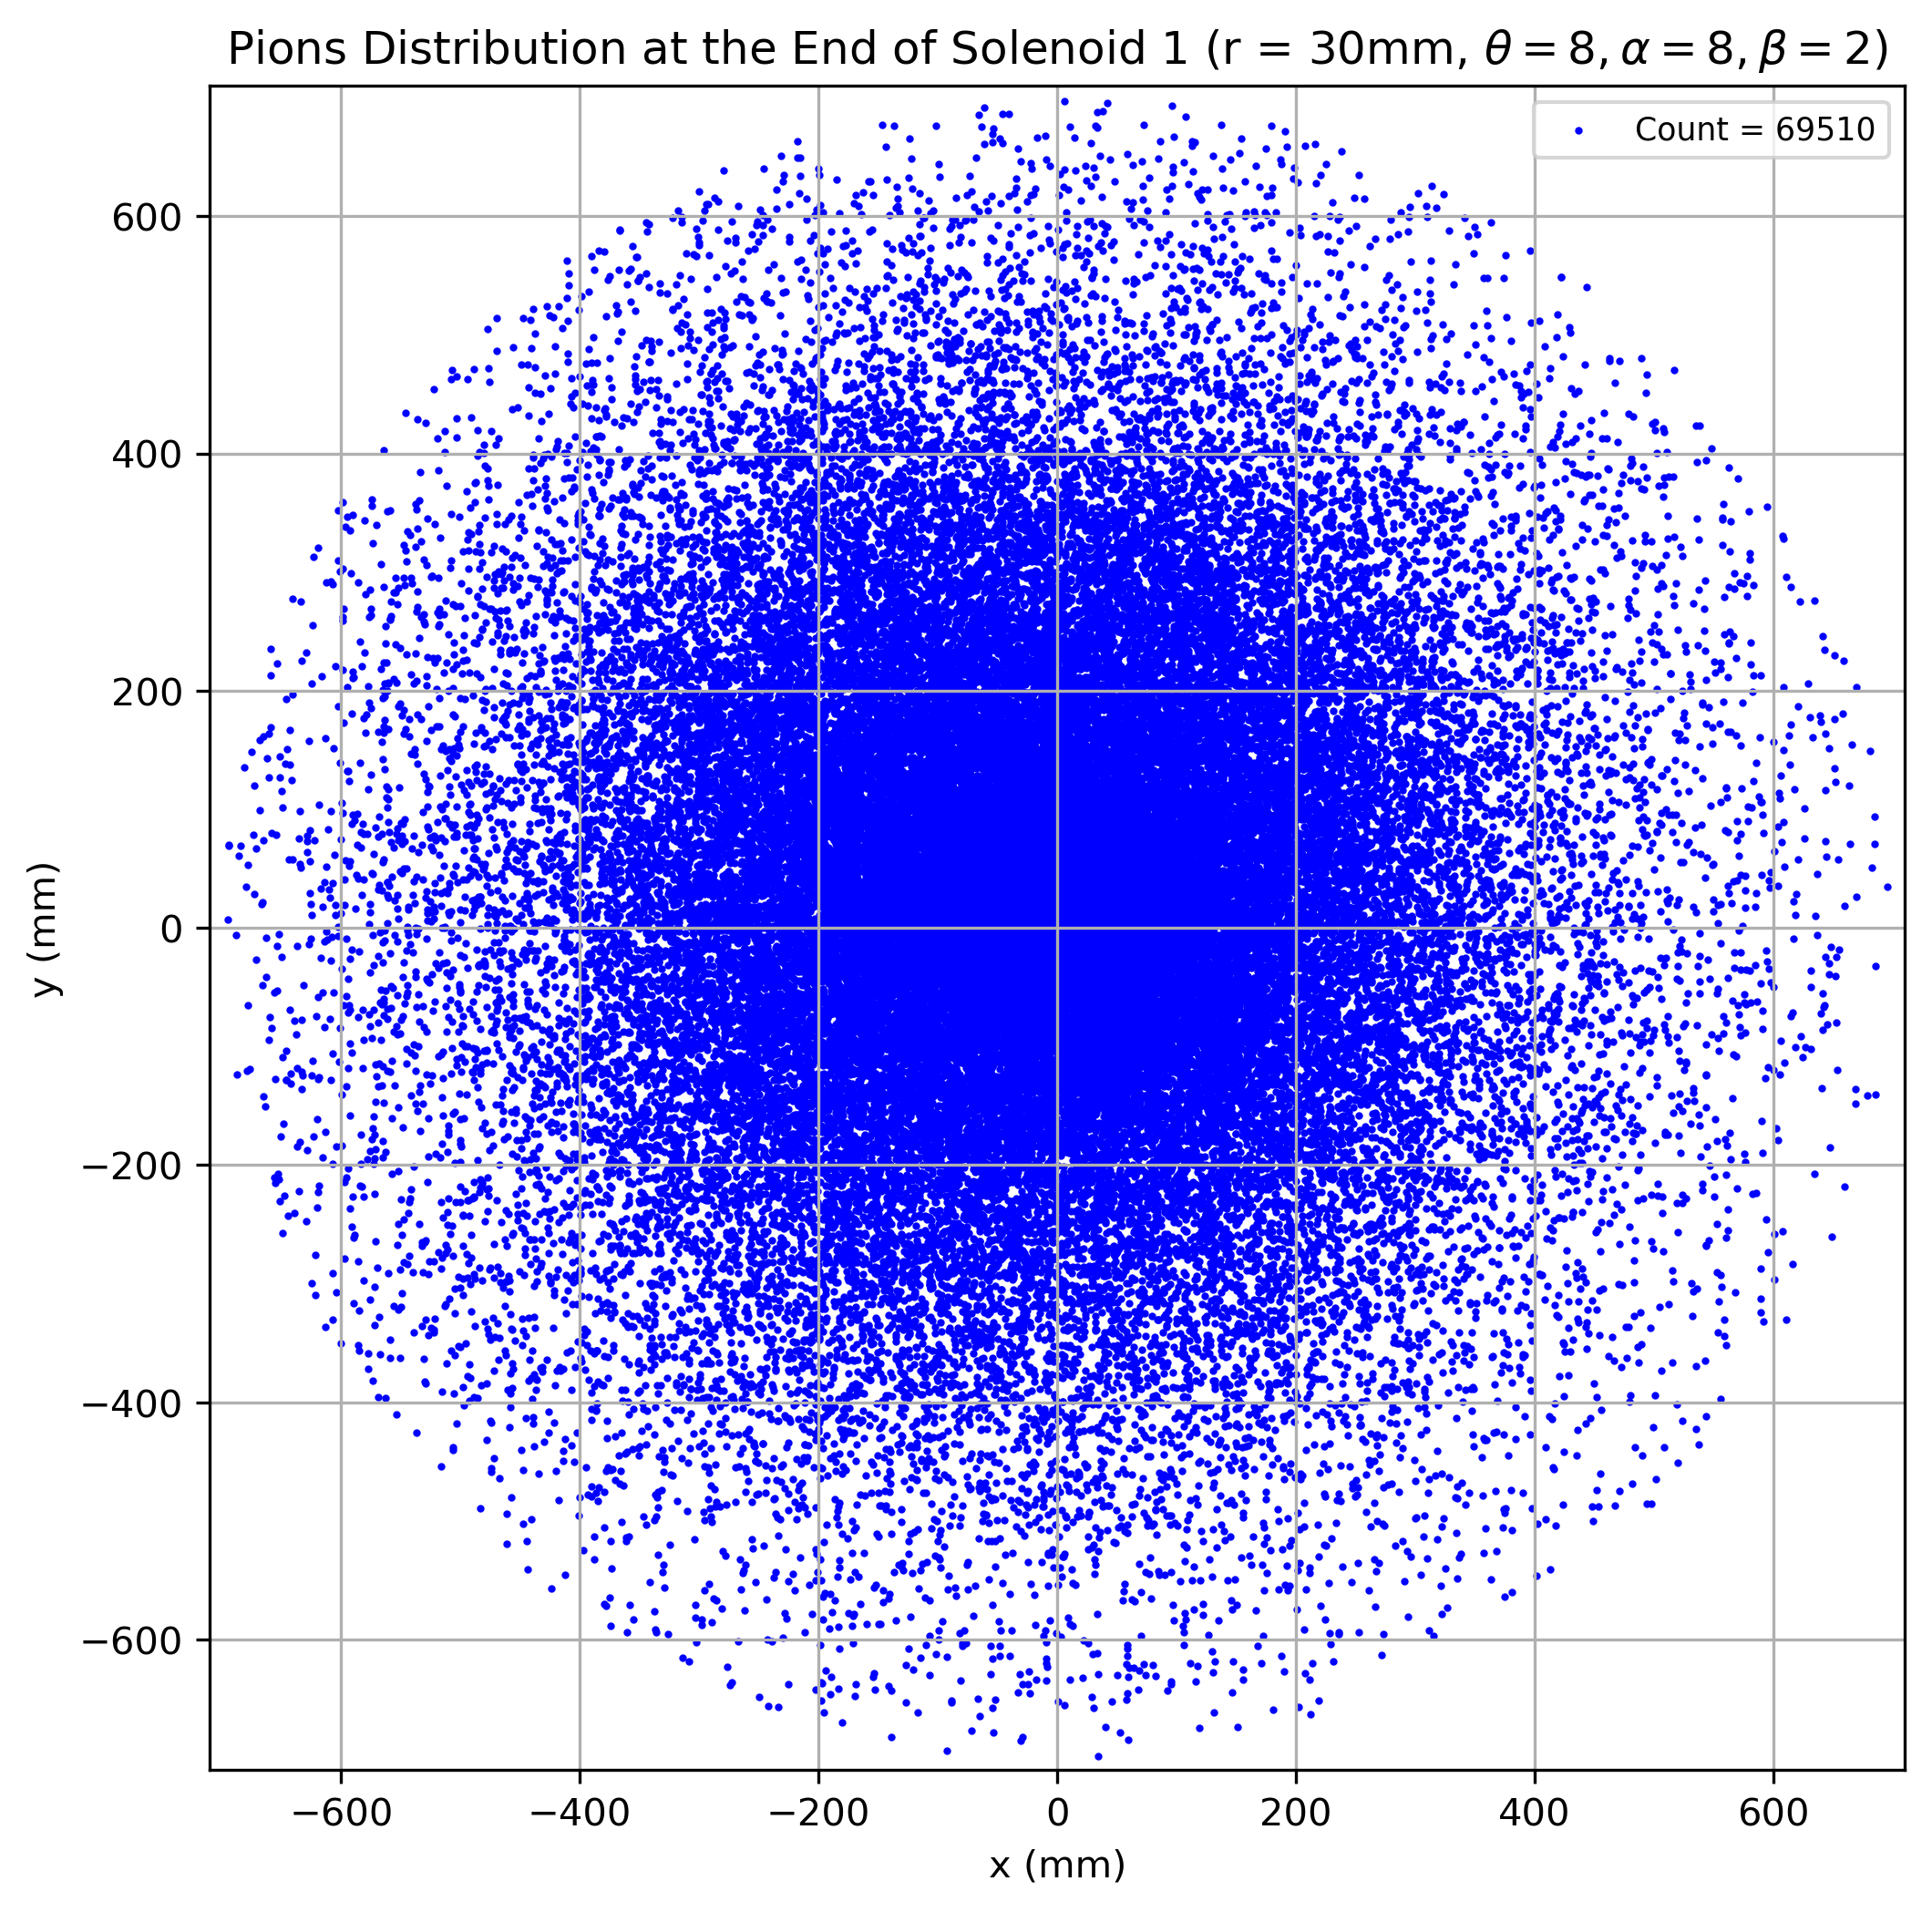 Pions Distribution at the End of Solenoid 1 (r = 30mm, θ = 8, α = 8, β = 2)
Count = 69510
600
400
200
0
−200
−400
−600
y (mm)
−600 −400 −200 0 200 400 600
x (mm)